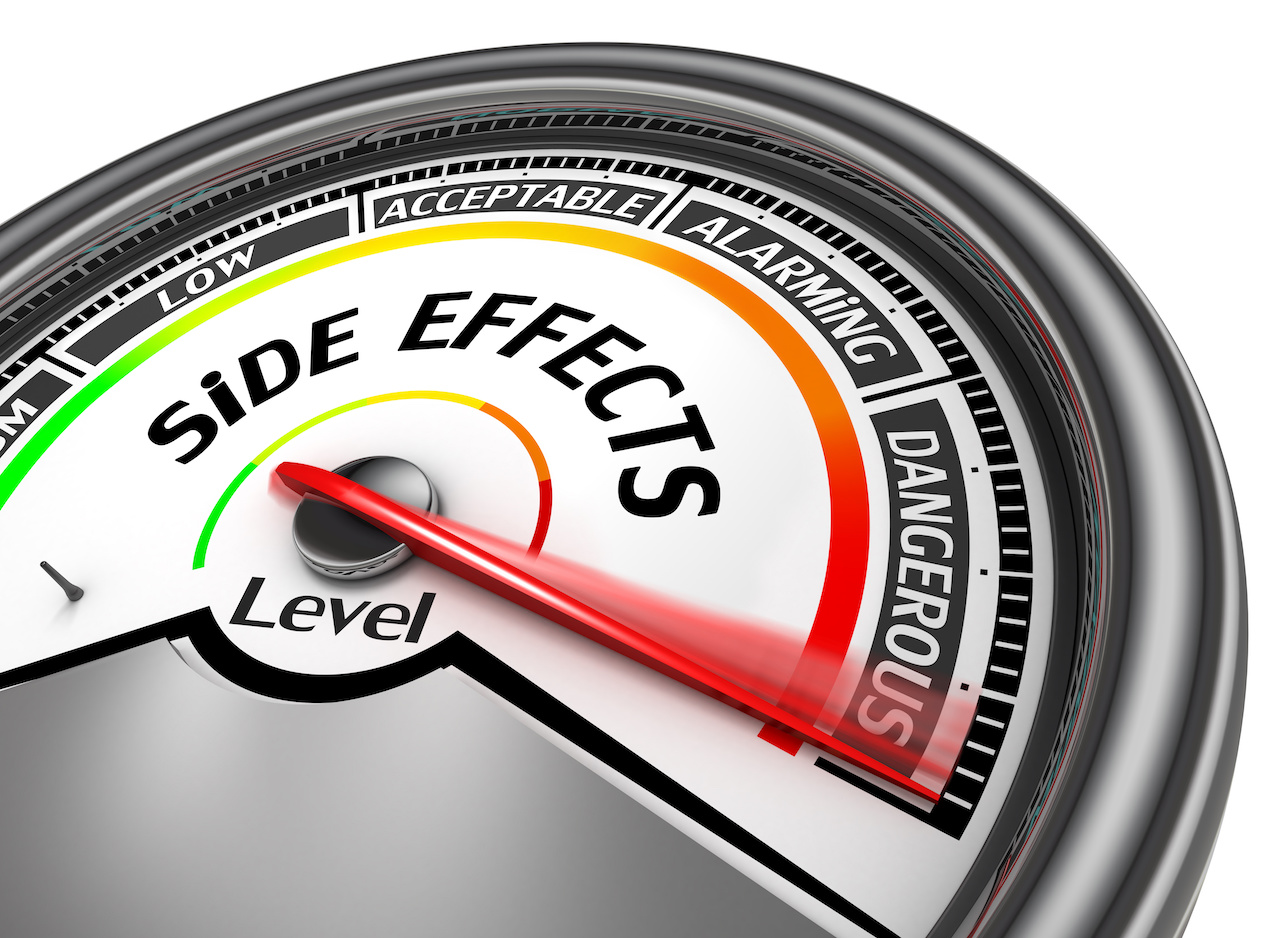 LOW
ACCEPTABLE
ALARMiNG
DANGEROUS
SiDE EFFECTS
Level